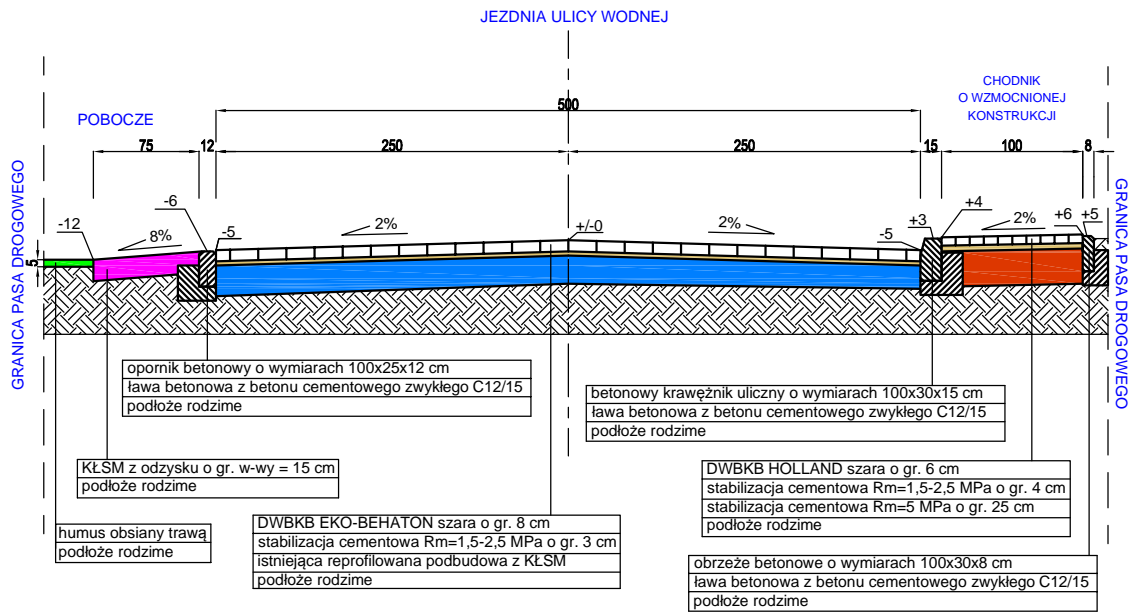 JEZDNIA ULICY WODNEJ
CHODNIK
O WZMOCNIONEJ
KONSTRUKCJI
POBOCZE
500
75
12
250
250
15
100
8
GRANICA PASA DROGOWEGO
GRANICA PASA DROGOWEGO
-12
8%
-6
-5
2%
+/-0
2%
-5
+3
+4
2%
+6
+5
5
opornik betonowy o wymiarach 100x25x12 cm
ława betonowa z betonu cementowego zwykłego C12/15
podłoże rodzime
betonowy krawężnik uliczny o wymiarach 100x30x15 cm
ława betonowa z betonu cementowego zwykłego C12/15
podłoże rodzime
KŁSM z odzysku o gr. w-wy = 15 cm
podłoże rodzime
DWBKB HOLLAND szara o gr. 6 cm
stabilizacja cementowa Rm=1,5-2,5 MPa o gr. 4 cm
stabilizacja cementowa Rm=5 MPa o gr. 25 cm
podłoże rodzime
humus obsiany trawą
podłoże rodzime
DWBKB EKO-BEHATON szara o gr. 8 cm
stabilizacja cementowa Rm=1,5-2,5 MPa o gr. 3 cm
istniejąca reprofilowana podbudowa z KŁSM
podłoże rodzime
obrzeże betonowe o wymiarach 100x30x8 cm
ława betonowa z betonu cementowego zwykłego C12/15
podłoże rodzime